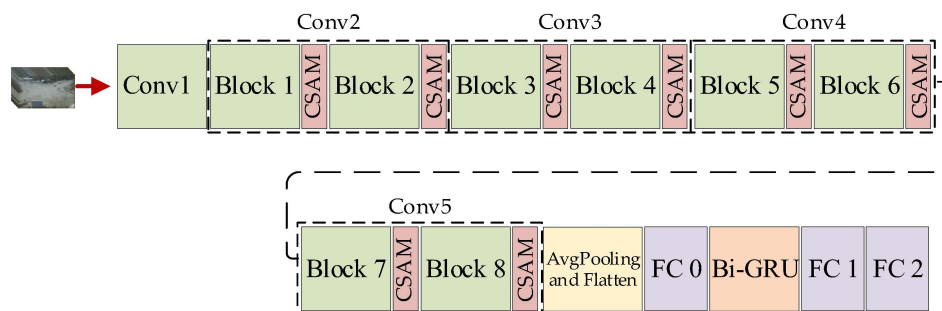 Conv2 Conv3 Conv4
Conv1 Block 1 CSAM Block 2 CSAM Block 3 CSAM Block 4 CSAM Block 5 CSAM Block 6 CSAM
Conv5
Block 7 CSAM Block 8 CSAM AvgPooling and Flatten FC 0 Bi-GRU FC 1 FC 2